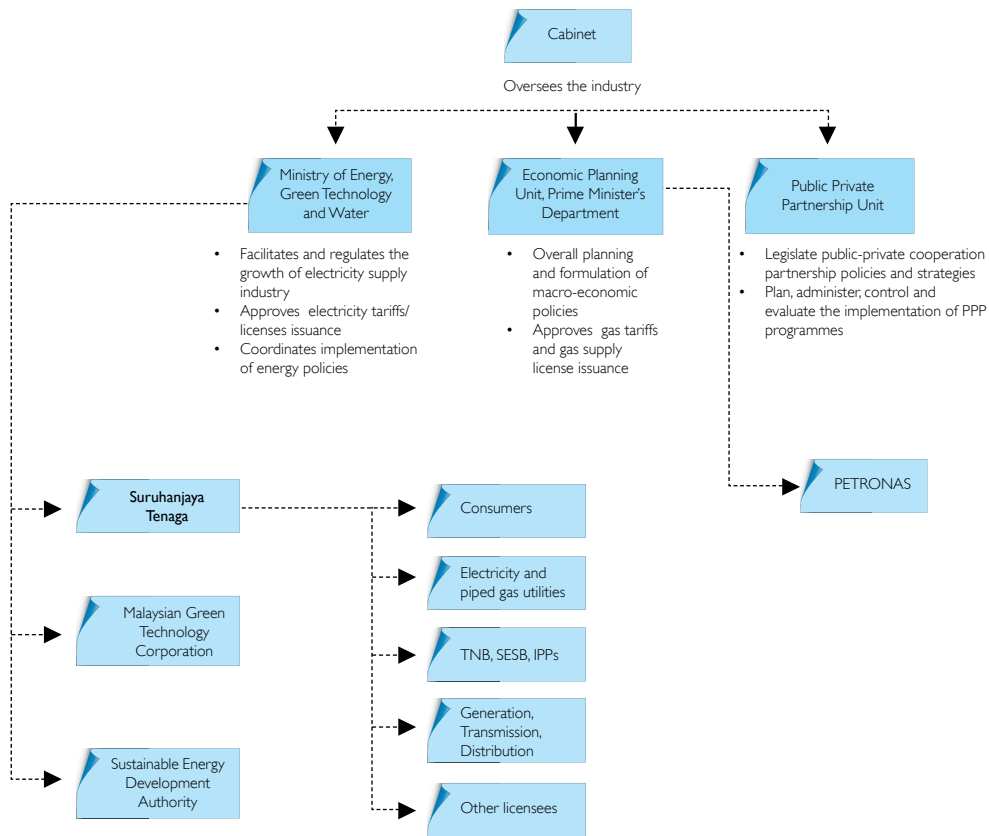 Cabinet
Oversees the industry
Ministry of Energy,
Green Technology
and Water
• Facilitates and regulates the
growth of electricity supply
industry
• Approves electricity tariffs/
licenses issuance
• Coordinates implementation
of energy policies
Economic Planning
Unit, Prime Minister's
Department
• Overall planning
and formulation of
macro-economic
policies
• Approves gas tariffs
and gas supply
license issuance
Public Private
Partnership Unit
• Legislate public-private cooperation
partnership policies and strategies
• Plan, administer, control and
evaluate the implementation of PPP
programmes
PETRONAS
Suruhanjaya
Tenaga
Malaysian Green
Technology
Corporation
Sustainable Energy
Development
Authority
Consumers
Electricity and
piped gas utilities
TNB, SESB, IPPs
Generation,
Transmission,
Distribution
Other licensees